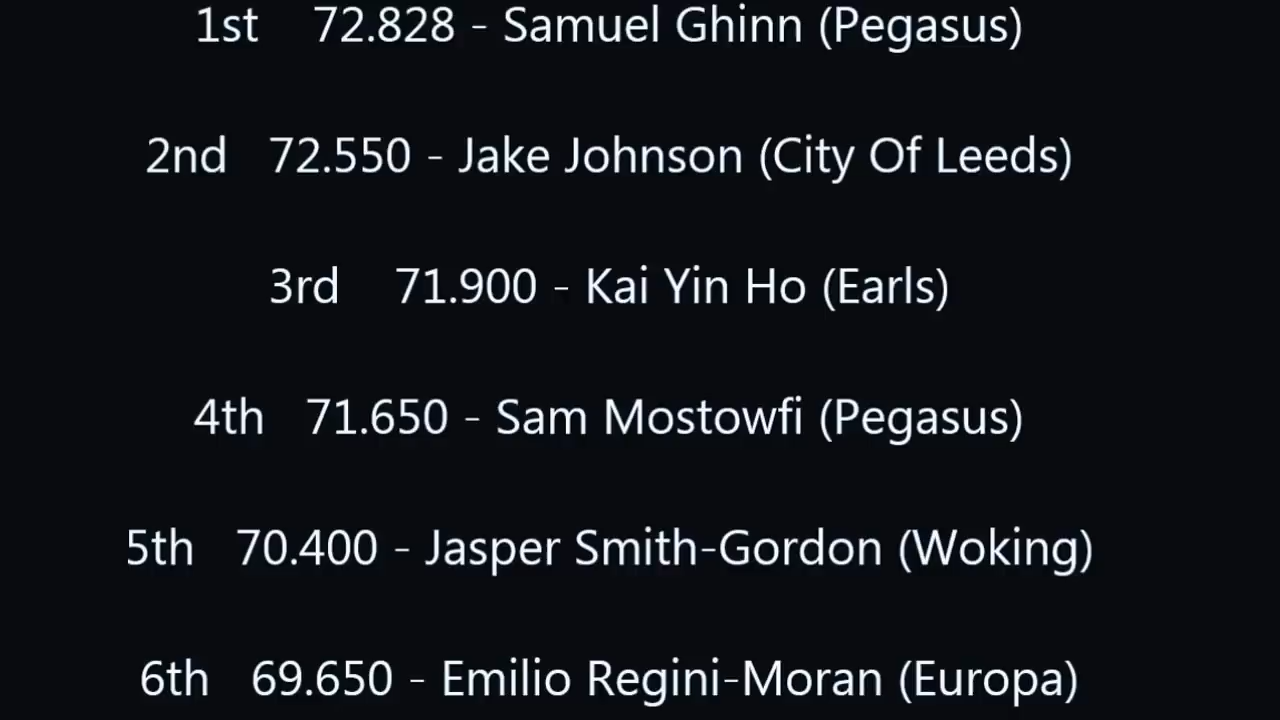 1st 72.828 - Samuel Ghinn (Pegasus)
2nd 72.550 - Jake Johnson (City Of Leeds)
3rd 71.900 - Kai Yin Ho (Earls)
4th 71.650 - Sam Mostowfi (Pegasus)
5th 70.400 - Jasper Smith-Gordon (Woking)
6th 69.650 - Emilio Regini-Moran (Europa)